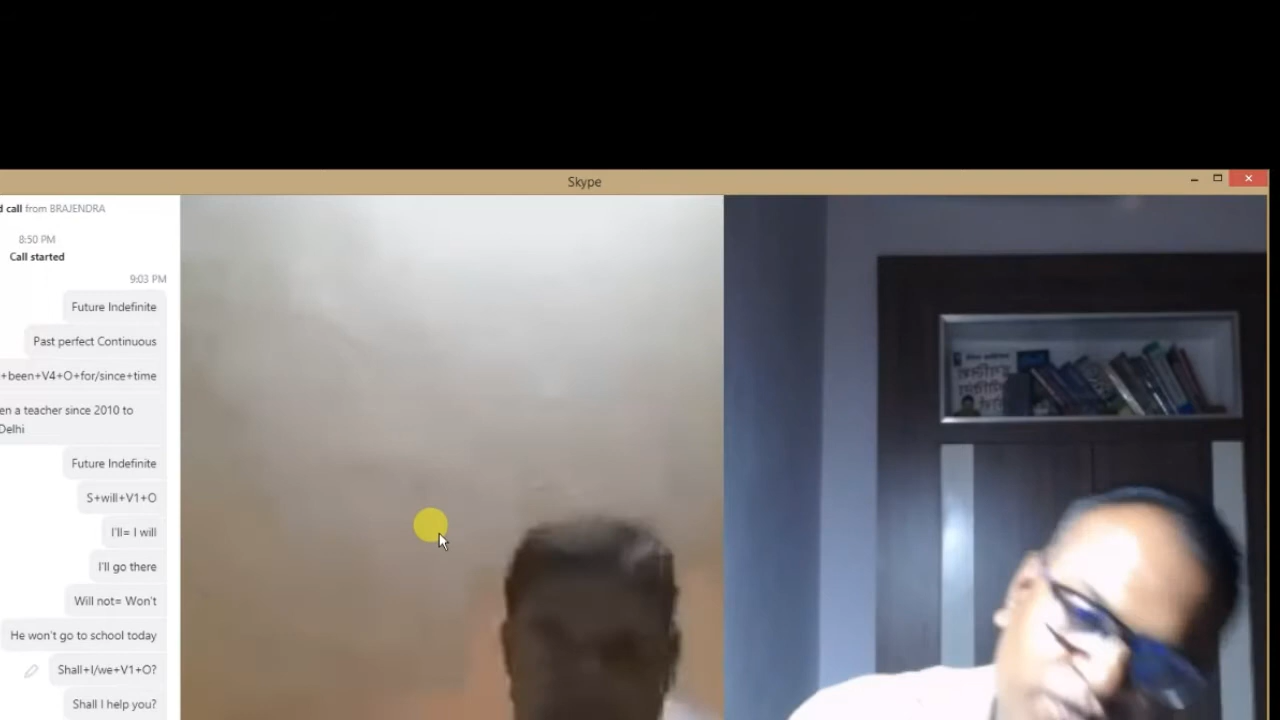 Skype
d call from BRAJENDRA
8:50 PM
Call started
9:03 PM
Future Indefinite
Past perfect Continuous
+been+V4+O+for/since+time
en a teacher since 2010 to
Delhi
Future Indefinite
S+will+V1+O
I'll= I will
I'll go there
Will not= Won't
He won't go to school today
Shall+I/we+V1+O?
Shall I help you?